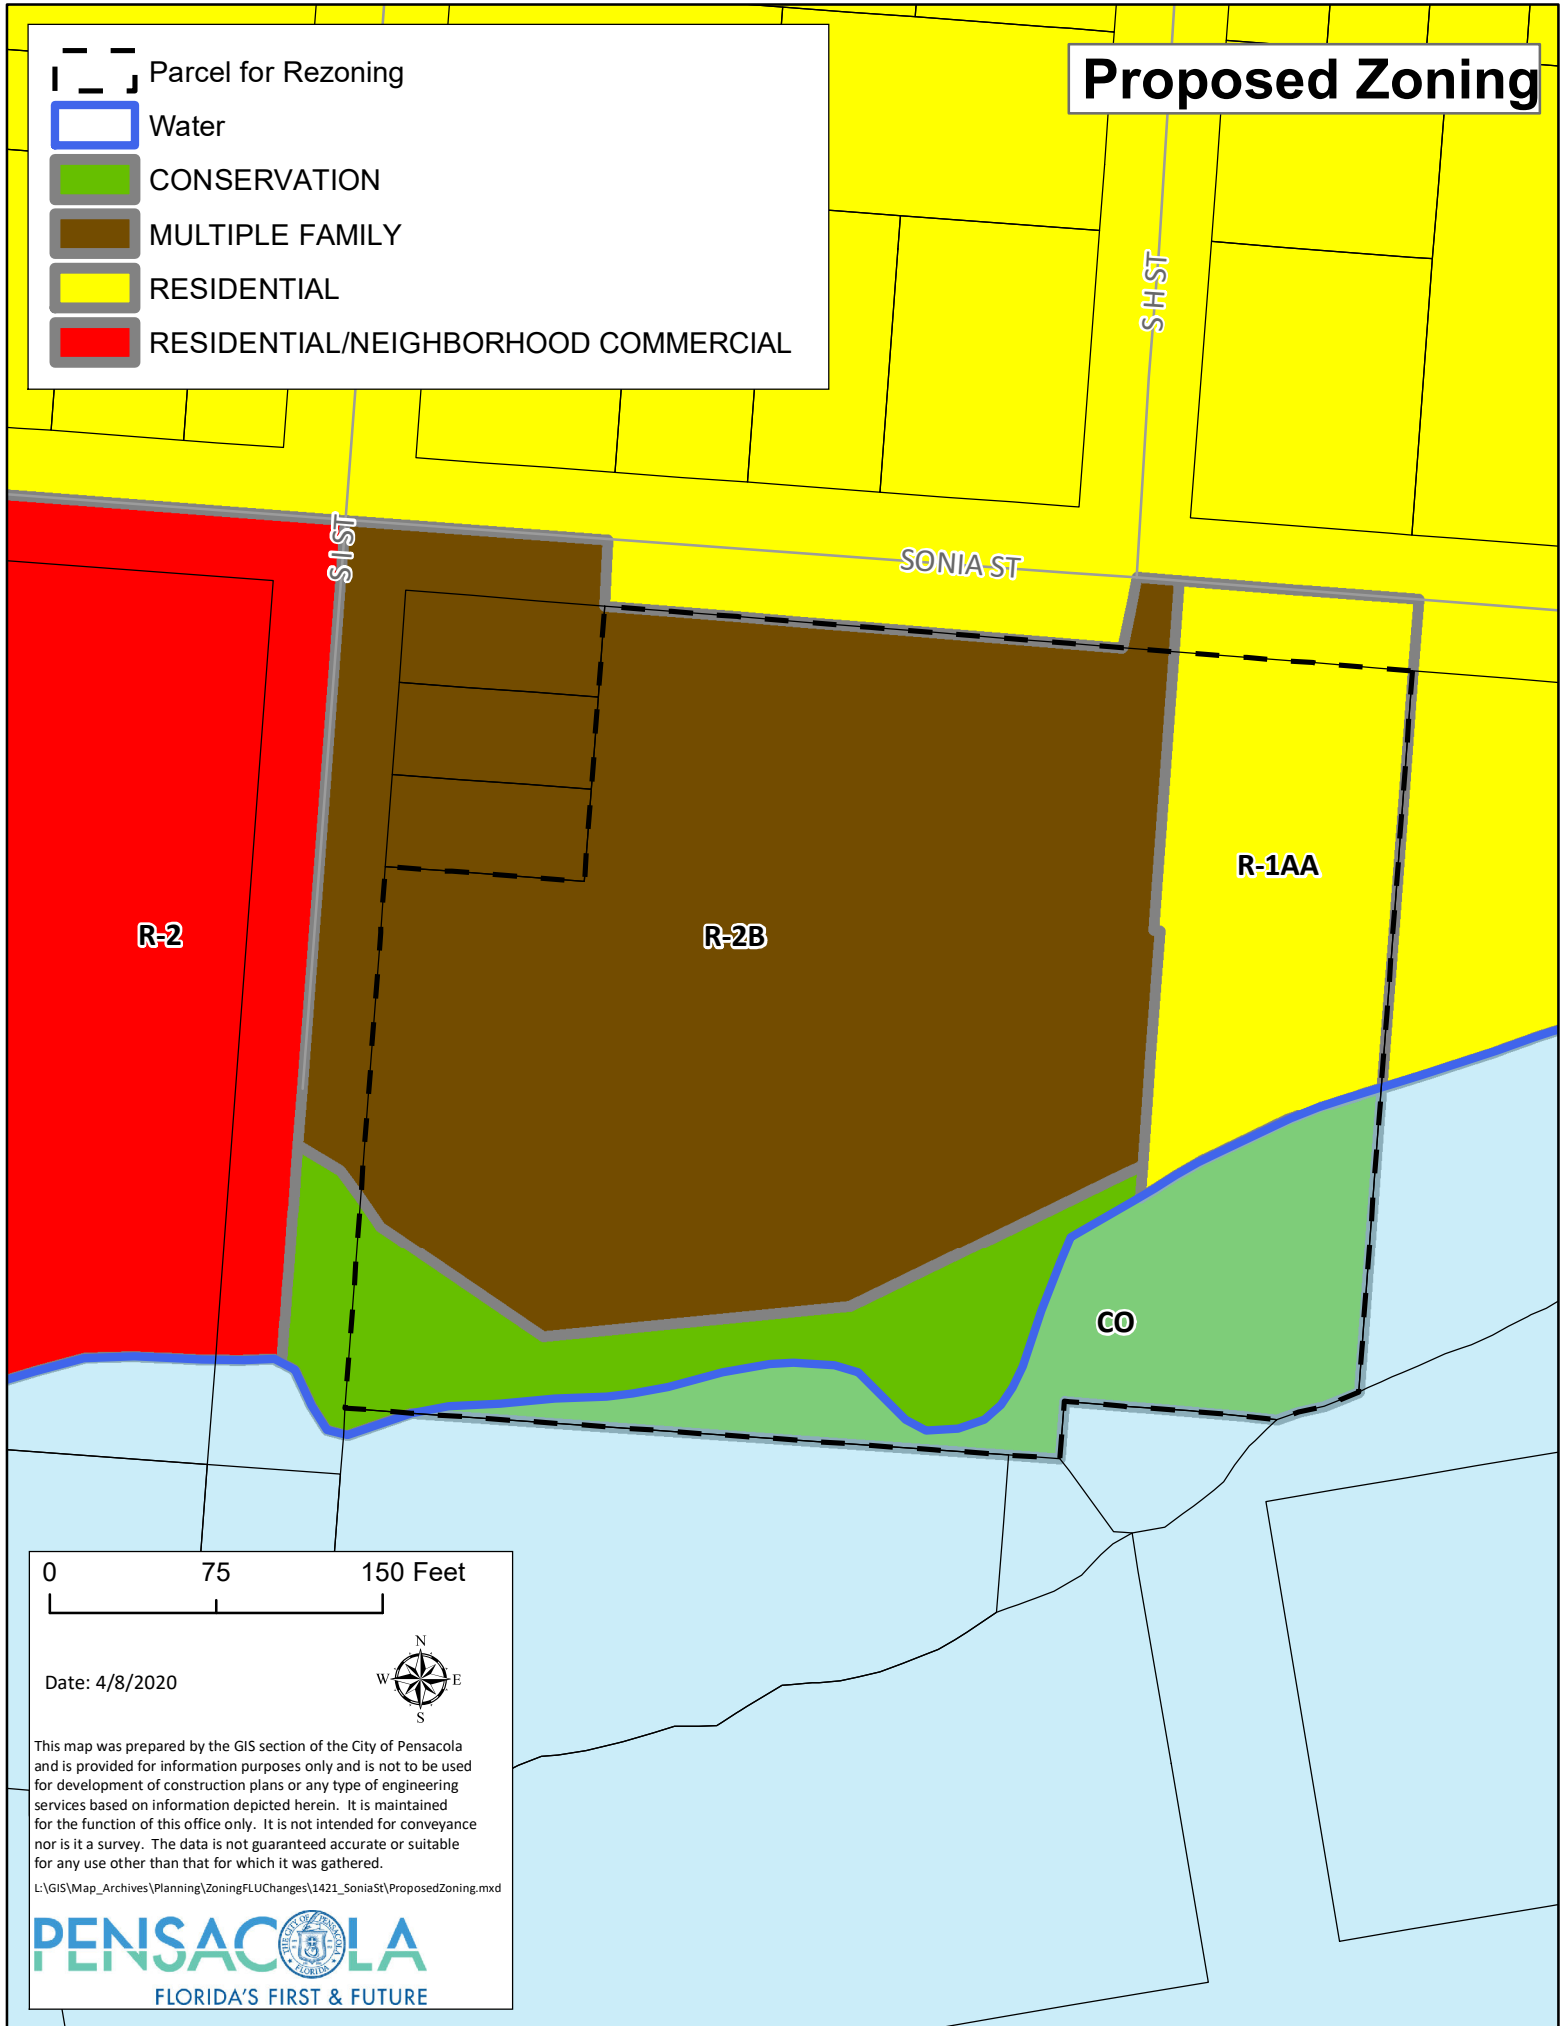 Proposed Zoning
Parcel for Rezoning
Water
CONSERVATION
MULTIPLE FAMILY
RESIDENTIAL
RESIDENTIAL/NEIGHBORHOOD COMMERCIAL
S H ST
S I ST
SONIA ST
R-1AA
R-2
R-2B
CO
0 75 150 Feet
N
W E
S
Date: 4/8/2020
This map was prepared by the GIS section of the City of Pensacola
and is provided for information purposes only and is not to be used
for development of construction plans or any type of engineering
services based on information depicted herein. It is maintained
for the function of this office only. It is not intended for conveyance
nor is it a survey. The data is not guaranteed accurate or suitable
for any use other than that for which it was gathered.
L:\GIS\Map_Archives\Planning\ZoningFLUChanges\1421_SoniaSt\ProposedZoning.mxd
PENSACOLA
THE CITY OF PENSACOLA
FLORIDA
FLORIDA'S FIRST & FUTURE